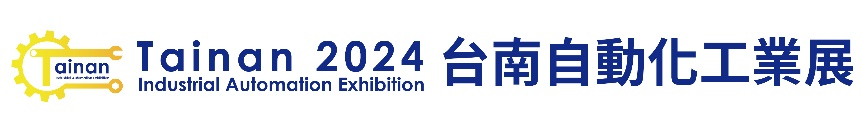 Tainan
Tainan 2024
Industrial Automation Exhibition
台南自動化工業展